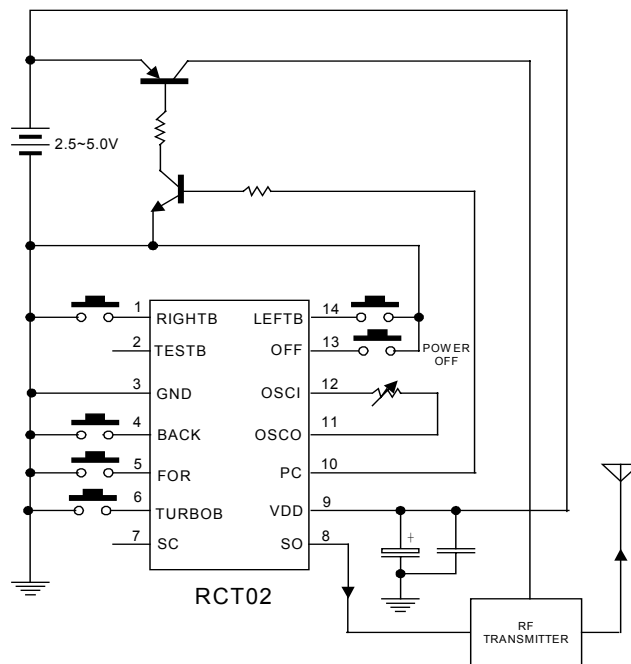 2.5~5.0V
1 RIGHTB LEFTB 14
2 TESTB OFF 13
POWER
OFF
3 GND OSCI 12
4 BACK OSCO 11
5 FOR PC 10
6 TURBOB VDD 9
+
7 SC SO 8
RCT02
RF
TRANSMITTER